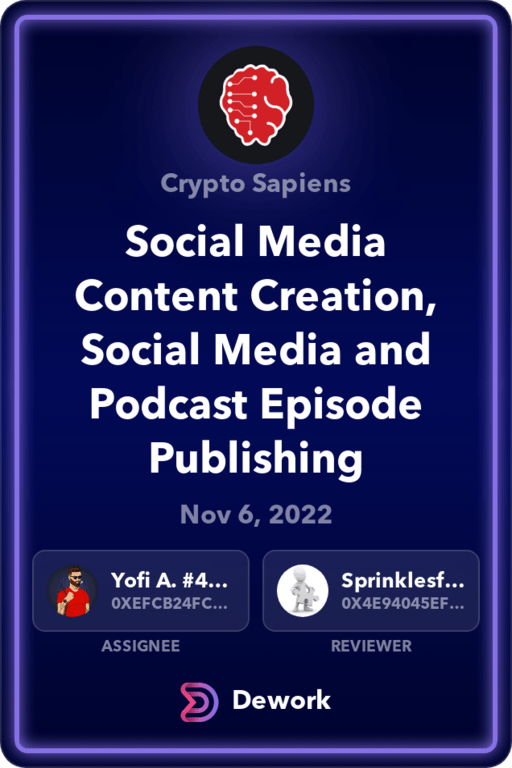 Crypto Sapiens
Social Media
Content Creation,
Social Media and
Podcast Episode
Publishing
Nov 6, 2022
Yofi A. #4...
0XEFCB24FC...
Sprinklesf...
0X4E94045EF...
ASSIGNEE
REVIEWER
Dework